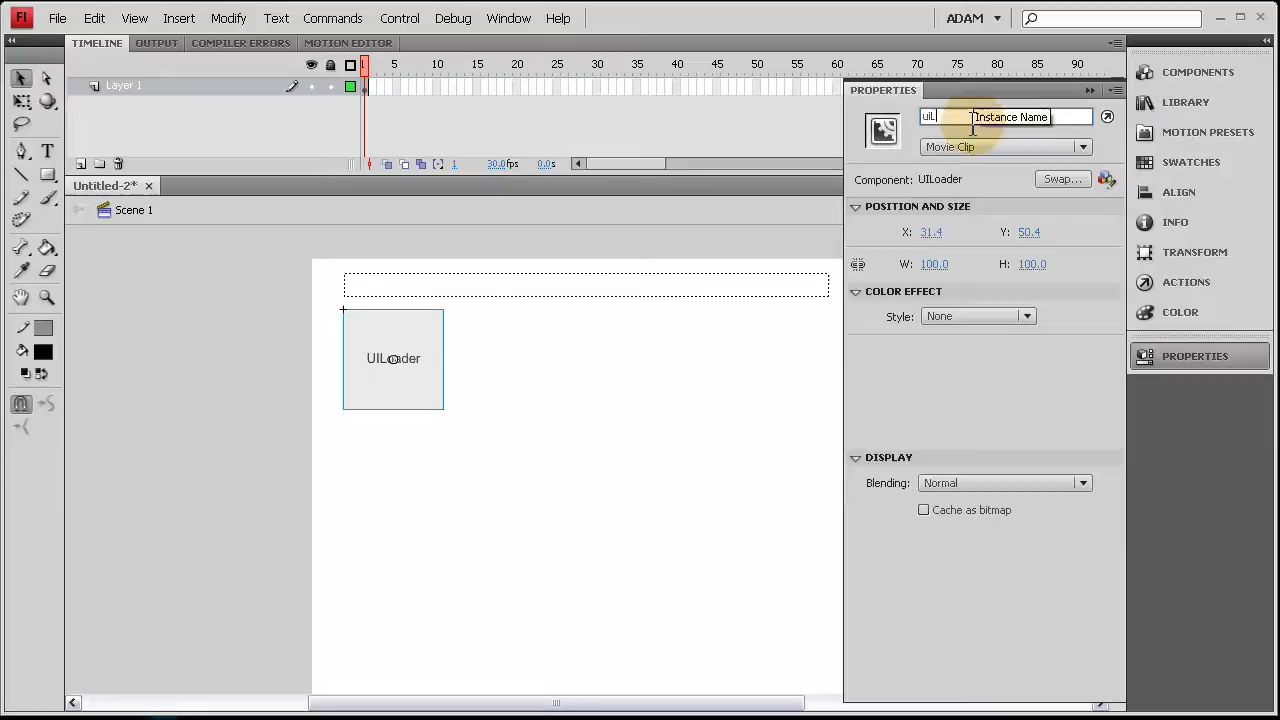 Fl File Edit View Insert Modify Text Commands Control Debug Window Help ADAM
TIMELINE OUTPUT COMPILER ERRORS MOTION EDITOR
1 5 10 15 20 25 30 35 40 45 50 55 60 65 70 75 80 85 90
Layer 1
1 30.0fps 0.0s
Untitled-2*
Scene 1
UILoader
PROPERTIES
uiL Instance Name
Movie Clip
Component: UILoader Swap...
POSITION AND SIZE
X: 31.4 Y: 50.4
W: 100.0 H: 100.0
COLOR EFFECT
Style: None
DISPLAY
Blending: Normal
Cache as bitmap
COMPONENTS
LIBRARY
MOTION PRESETS
SWATCHES
ALIGN
INFO
TRANSFORM
ACTIONS
COLOR
PROPERTIES